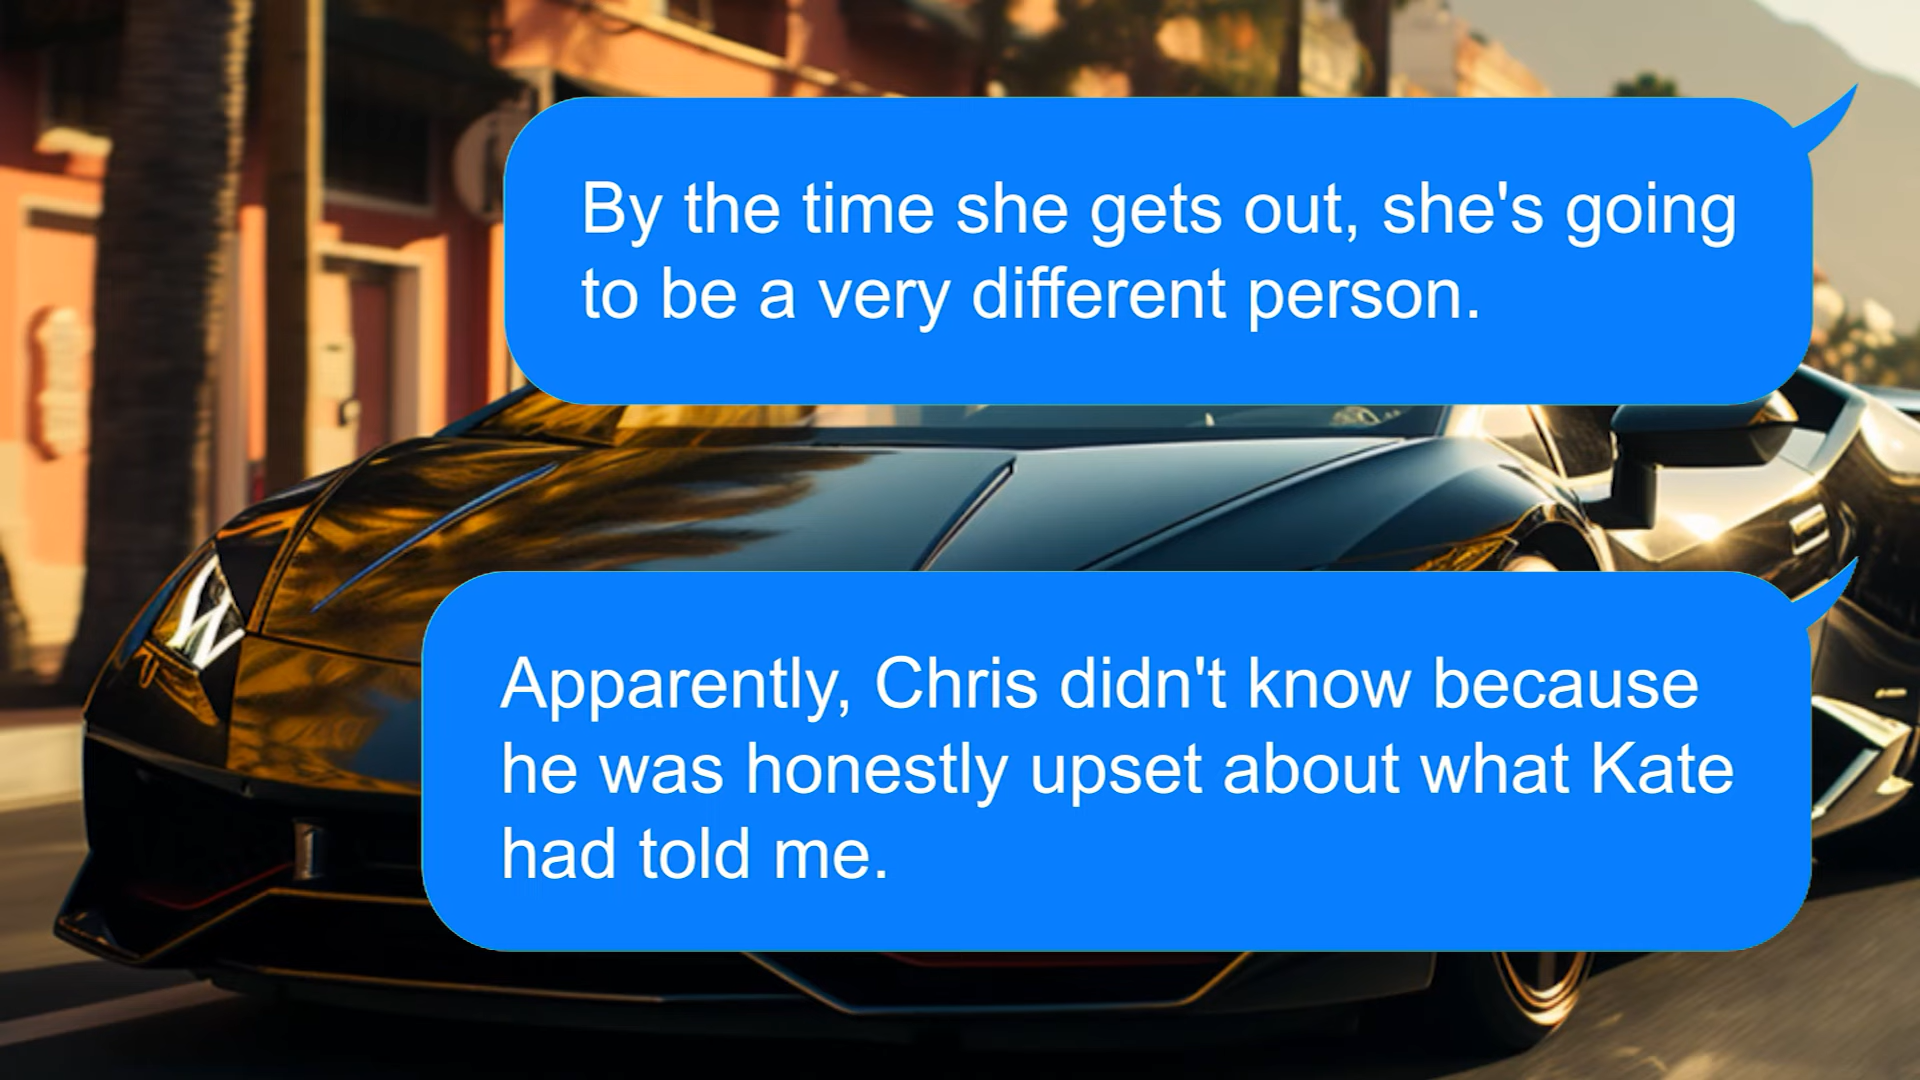 By the time she gets out, she's going
to be a very different person.
Apparently, Chris didn't know because
he was honestly upset about what Kate
had told me.